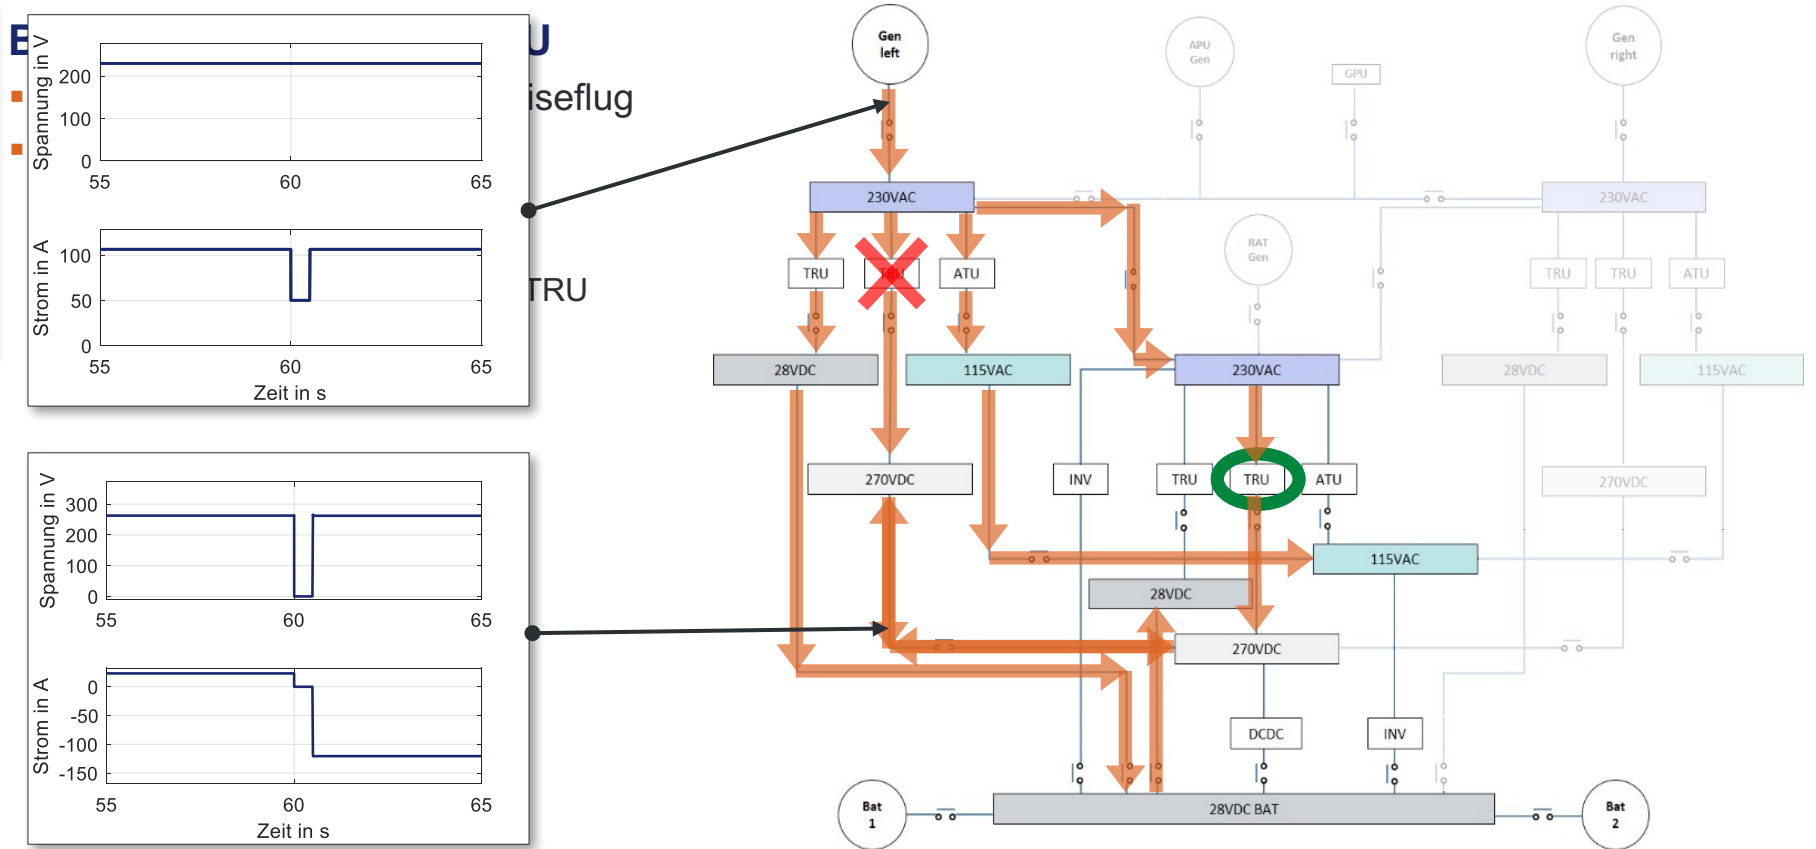 E
U
iseflug
TRU
Spannung in V
200
100
0
55
60
65
Strom in A
100
50
0
55
60
65
Zeit in s
Spannung in V
300
200
100
0
55
60
65
Strom in A
0
-50
-100
-150
55
60
65
Zeit in s
Gen
left
APU
Gen
GPU
Gen
right
230VAC
230VAC
RAT
Gen
TRU
TRU
ATU
TRU
TRU
ATU
28VDC
115VAC
230VAC
28VDC
115VAC
270VDC
INV
TRU
TRU
ATU
270VDC
115VAC
28VDC
270VDC
DCDC
INV
Bat
1
28VDC BAT
Bat
2